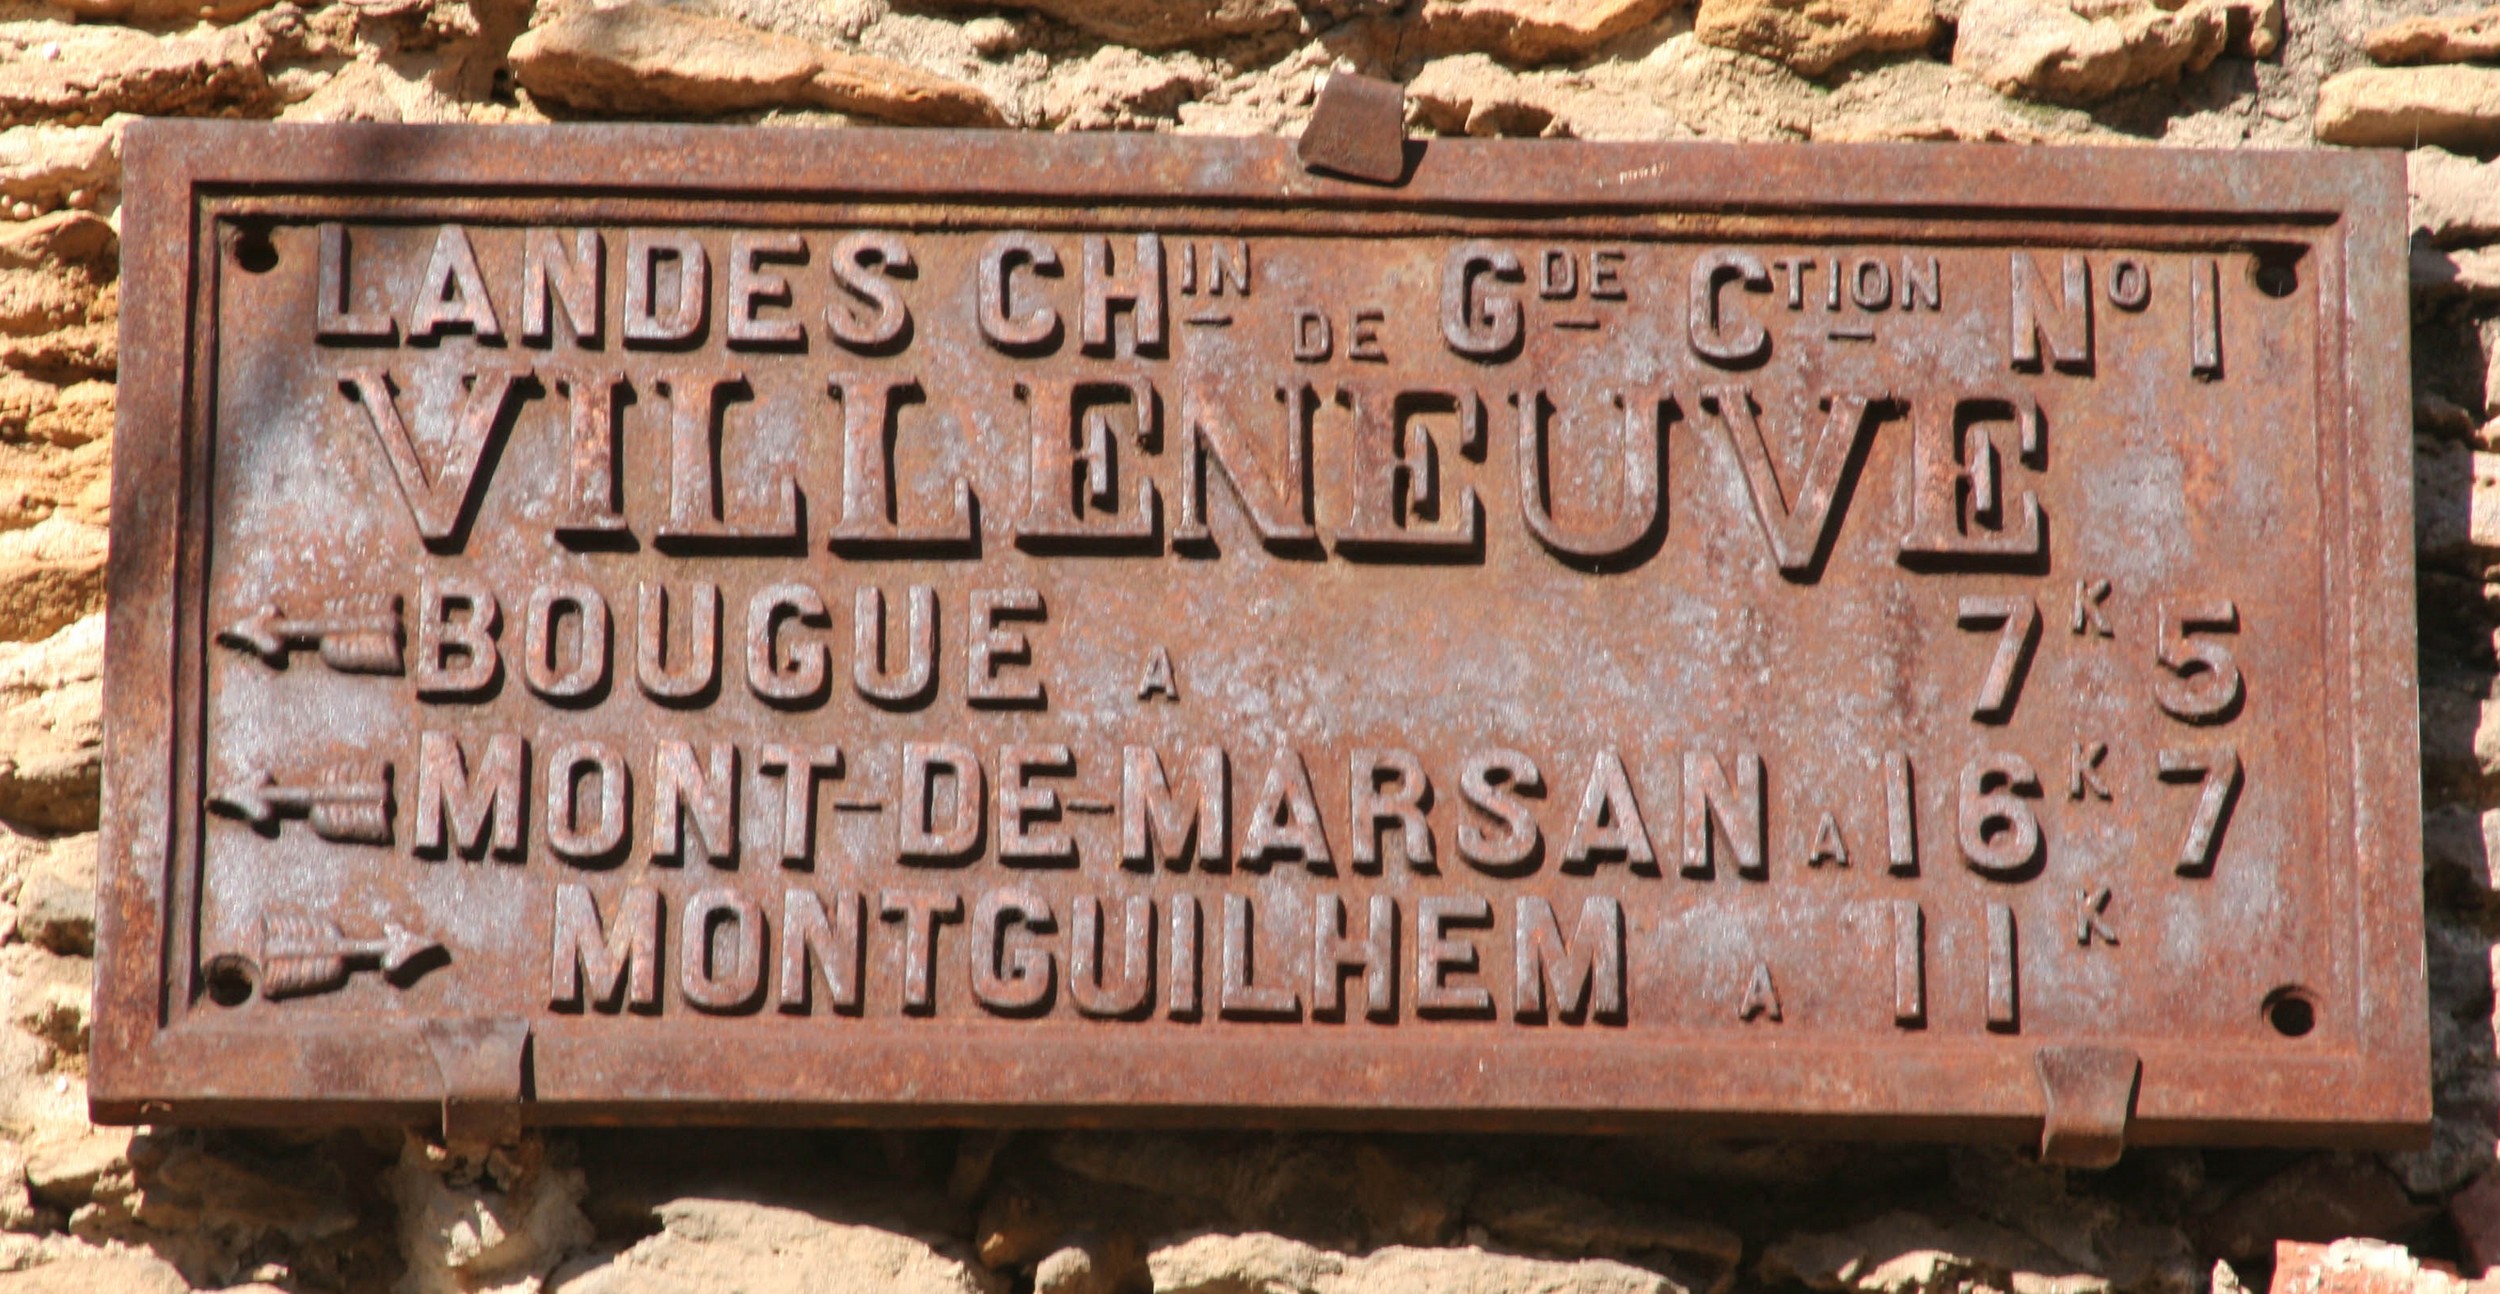 LANDES CHIN DE GDE CTION No 1
VILLENEUVE
BOUGUE A 7K5
MONT-DE-MARSAN A 16K7
MONTGUILHEM A 11K